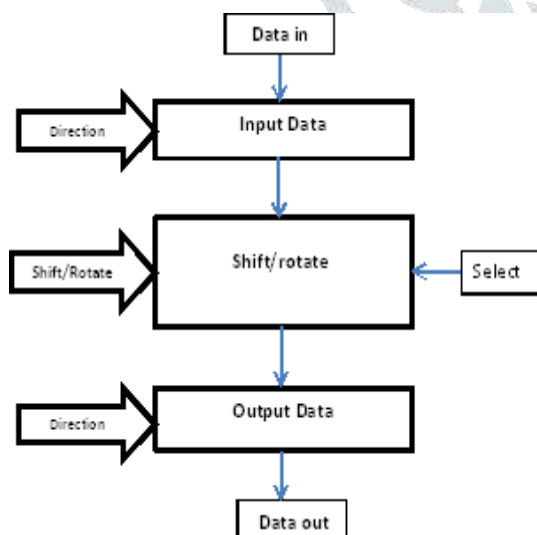 Data in
Direction
Input Data
Shift/Rotate
Shift/rotate
Select
Direction
Output Data
Data out